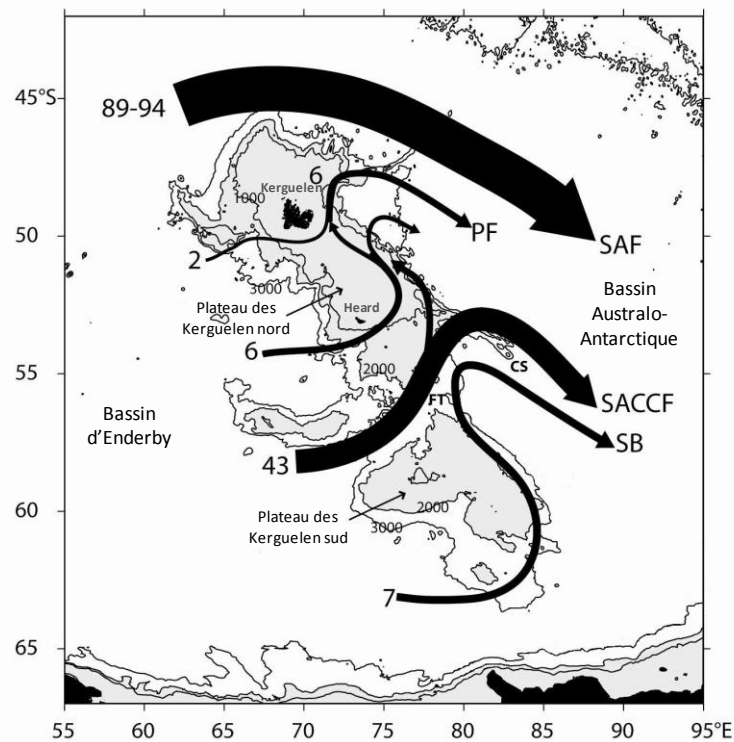 45°S
89-94
6
Kerguelen
1000
PF
SAF
50
2
3000
Plateau des
Kerguelen nord
Heard
Bassin
Australo-
Antarctique
6
2000
55
CS
FT
SACCF
SB
Bassin
d'Enderby
43
60
Plateau des
Kerguelen sud
2000
3000
7
65
55 60 65 70 75 80 85 90 95°E